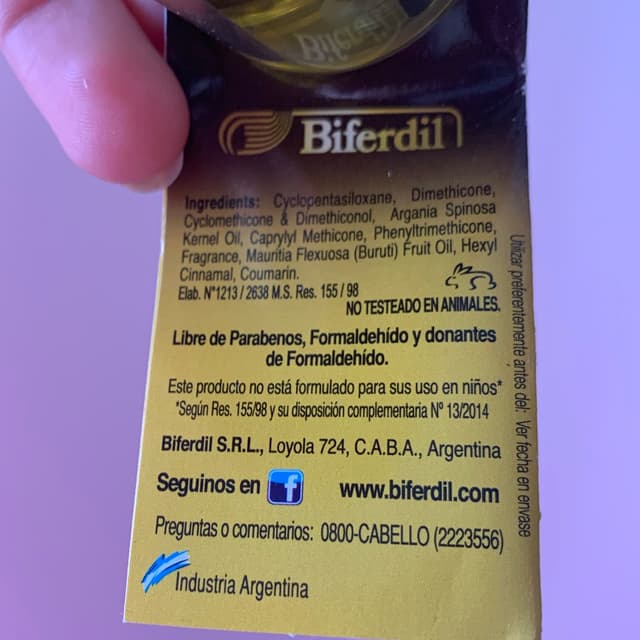 Biferdil
Ingredients: Cyclopentasiloxane, Dimethicone,
Cyclomethicone & Dimethiconol, Argania Spinosa
Kernel Oil, Caprylyl Methicone, Phenyltrimethicone,
Fragrance, Mauritia Flexuosa (Buruti) Fruit Oil, Hexyl
Cinnamal, Coumarin.
Elab. N°1213 / 2638 M.S. Res. 155 / 98
NO TESTEADO EN ANIMALES.
Libre de Parabenos, Formaldehído y donantes
de Formaldehído.
Este producto no está formulado para sus uso en niños*
*Según Res. 155/98 y su disposición complementaria Nº 13/2014
Biferdil S.R.L., Loyola 724, C.A.B.A., Argentina
Seguinos en f www.biferdil.com
Preguntas o comentarios: 0800-CABELLO (2223556)
Industria Argentina
Utilizar preferentemente antes del: Ver fecha en envase